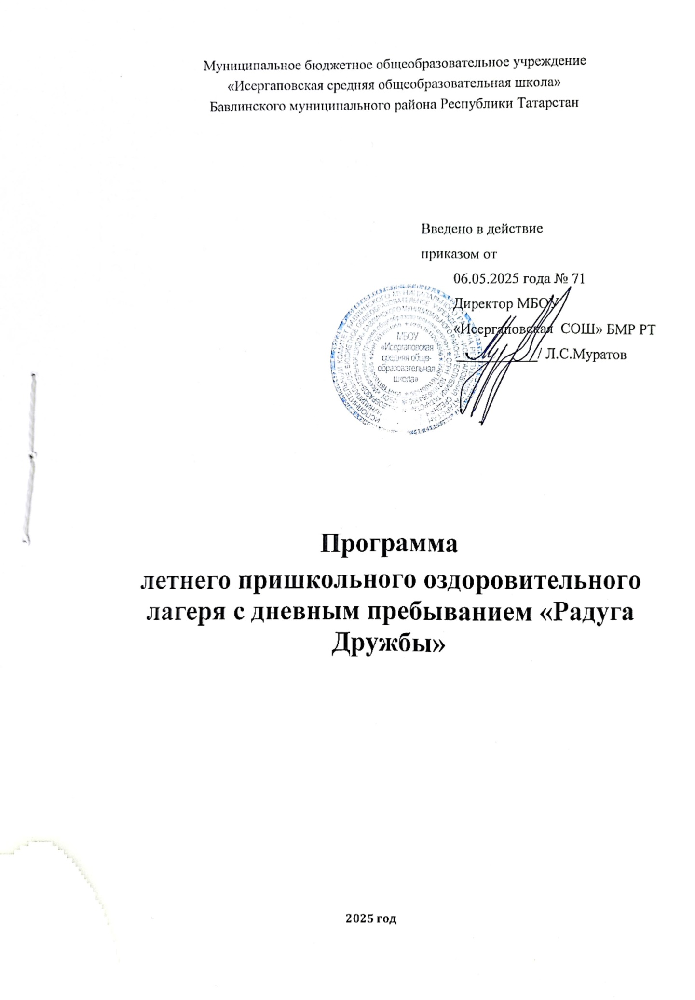 Муниципальное бюджетное общеобразовательное учреждение
«Исергаповская средняя общеобразовательная школа»
Бавлинского муниципального района Республики Татарстан
Введено в действие
приказом от
06.05.2025 года № 71
Директор МБОУ
«Исергаповская СОШ» БМР РТ
/ Л.С.Муратов
МБОУ
«Исергаповская
средняя обще-
образовательная
школа»
Программа
летнего пришкольного оздоровительного
лагеря с дневным пребыванием «Радуга
Дружбы»
2025 год